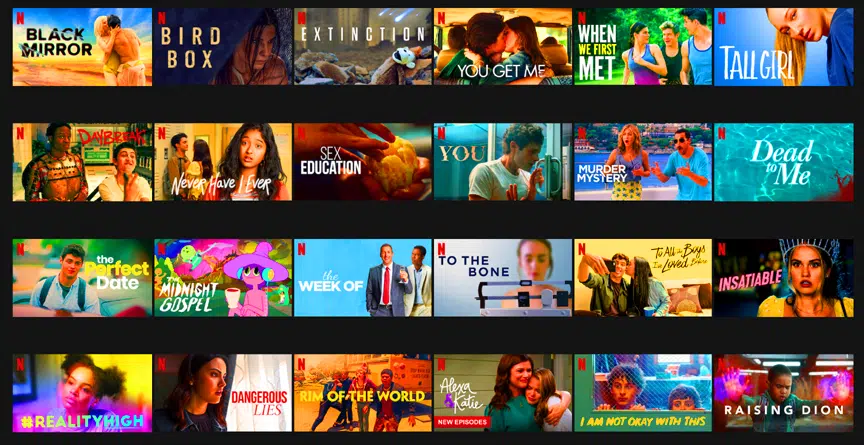 BLACK
MIRROR
BIRD
BOX
EXTINCTION
YOU GET ME
WHEN
WE FIRST
MET
TALL GIRL
DAYBREAK
Never Have I Ever
SEX
EDUCATION
YOU
MURDER
MYSTERY
Dead
to Me
the
Perfect
Date
THE
MIDNIGHT
GOSPEL
the
WEEK OF
TO THE
BONE
To All the Boys
I've Loved Before
INSATIABLE
#REALITYHIGH
DANGEROUS
LIES
RIM OF THE WORLD
Alexa
& Katie
NEW EPISODES
I AM NOT OKAY WITH THIS
RAISING DION